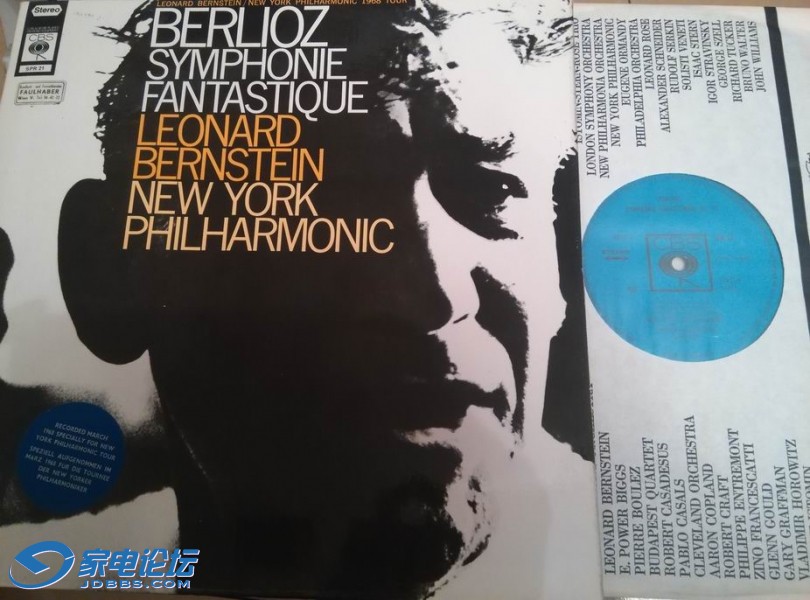 LEONARD BERNSTEIN/NEW YORK PHILHARMONIC 1968 TOUR
Stereo
CBS
SPR 21
FAULHABER
BERLIOZ
SYMPHONIE
FANTASTIQUE
LEONARD
BERNSTEIN
NEW YORK
PHILHARMONIC
RECORDED MARCH
1968 SPECIALLY FOR NEW
YORK PHILHARMONIC TOUR
SPEZIELL AUFGENOMMEN IM
MÄRZ 1968 FÜR DIE TOURNEE
DER NEW YORKER
PHILHARMONIKER
LONDON SYMPHONY ORCHESTRA
NEW PHILHARMONIA ORCHESTRA
NEW YORK PHILHARMONIC
EUGENE ORMANDY
PHILADELPHIA ORCHESTRA
LEONARD ROSE
ALEXANDER SCHNEIDER
RUDOLF SERKIN
SOLISTI VENETI
ISAAC STERN
IGOR STRAVINSKY
GEORGE SZELL
RICHARD TUCKER
BRUNO WALTER
JOHN WILLIAMS
CBS
LEONARD BERNSTEIN
E. POWER BIGGS
PIERRE BOULEZ
BUDAPEST QUARTET
ROBERT CASADESUS
PABLO CASALS
CLEVELAND ORCHESTRA
AARON COPLAND
ROBERT CRAFT
PHILIPPE ENTREMONT
ZINO FRANCESCATTI
GLENN GOULD
GARY GRAFFMAN
VLADIMIR HOROWITZ
家电论坛
JDBBS.COM